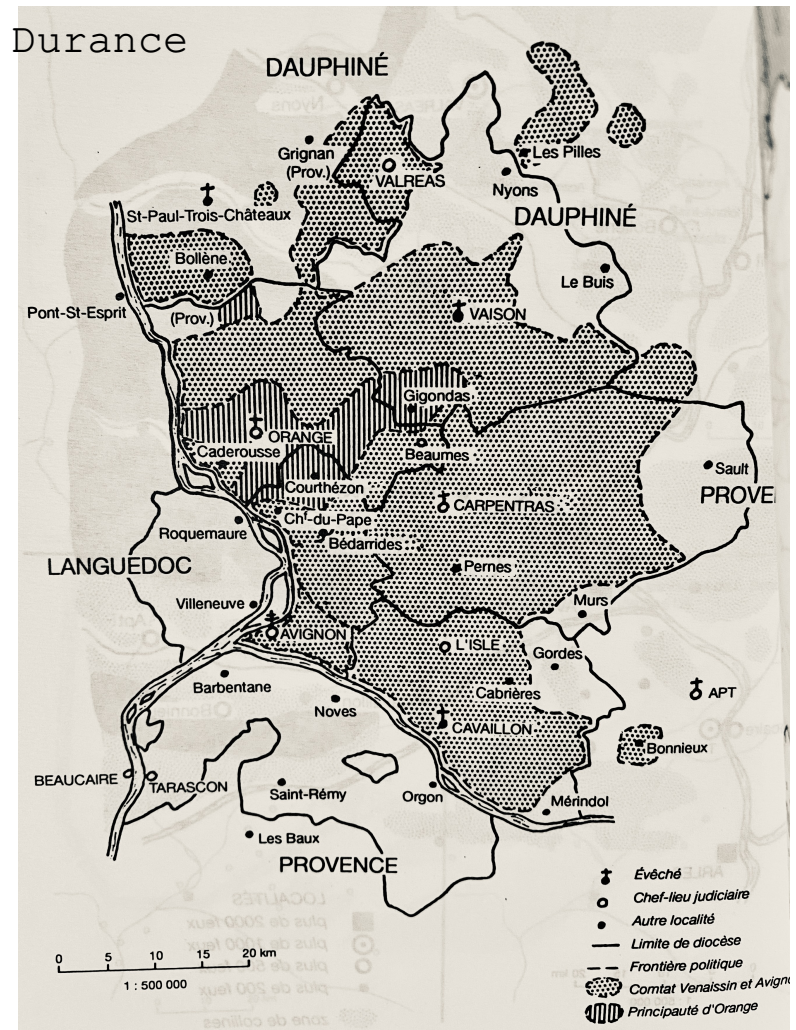 Durance
DAUPHINÉ
Grignan
(Prov.)
VALREAS
Les Pilles
Nyons
St-Paul-Trois-Châteaux
DAUPHINÉ
Bollène
Le Buis
Pont-St-Esprit
(Prov.)
VAISON
Gigondas
ORANGE
Caderousse
Beaumes
Sault
Courthézon
PROVE
CARPENTRAS
Chᵗ-du-Pape
Roquemaure
Bédarrides
LANGUEDOC
Pernes
Villeneuve
Murs
AVIGNON
L'ISLE
Gordes
Barbentane
Cabrières
APT
Noves
CAVAILLON
Bonnieux
BEAUCAIRE
TARASCON
Saint-Rémy
Orgon
Mérindol
Les Baux
PROVENCE
Évêché
Chef-lieu judiciaire
Autre localité
Limite de diocèse
Frontière politique
Comtat Venaissin et Avigno
Principauté d'Orange
0 5 10 15 20 km
1 : 500 000